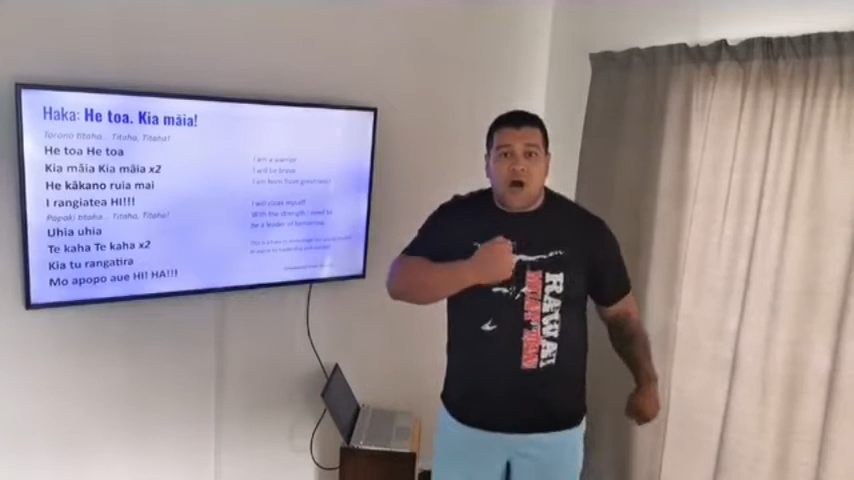 Haka: He toa. Kia māia!
Torona titaha... Titaha, Titaha!
He toa He toa
Kia māia Kia māia x2
He kākano ruia mai
I rangiatea HI!!!
Papaki titaha... Titaha, Titaha!
Uhia uhia
Te kaha Te kaha x2
Kia tu rangatira
Mo apopo aue HI! HA!!!
I am a warrior
I will be brave
I am born from greatness!
I will cloak myself
With the strength I need to
be a leader of tomorrow
RAWAI